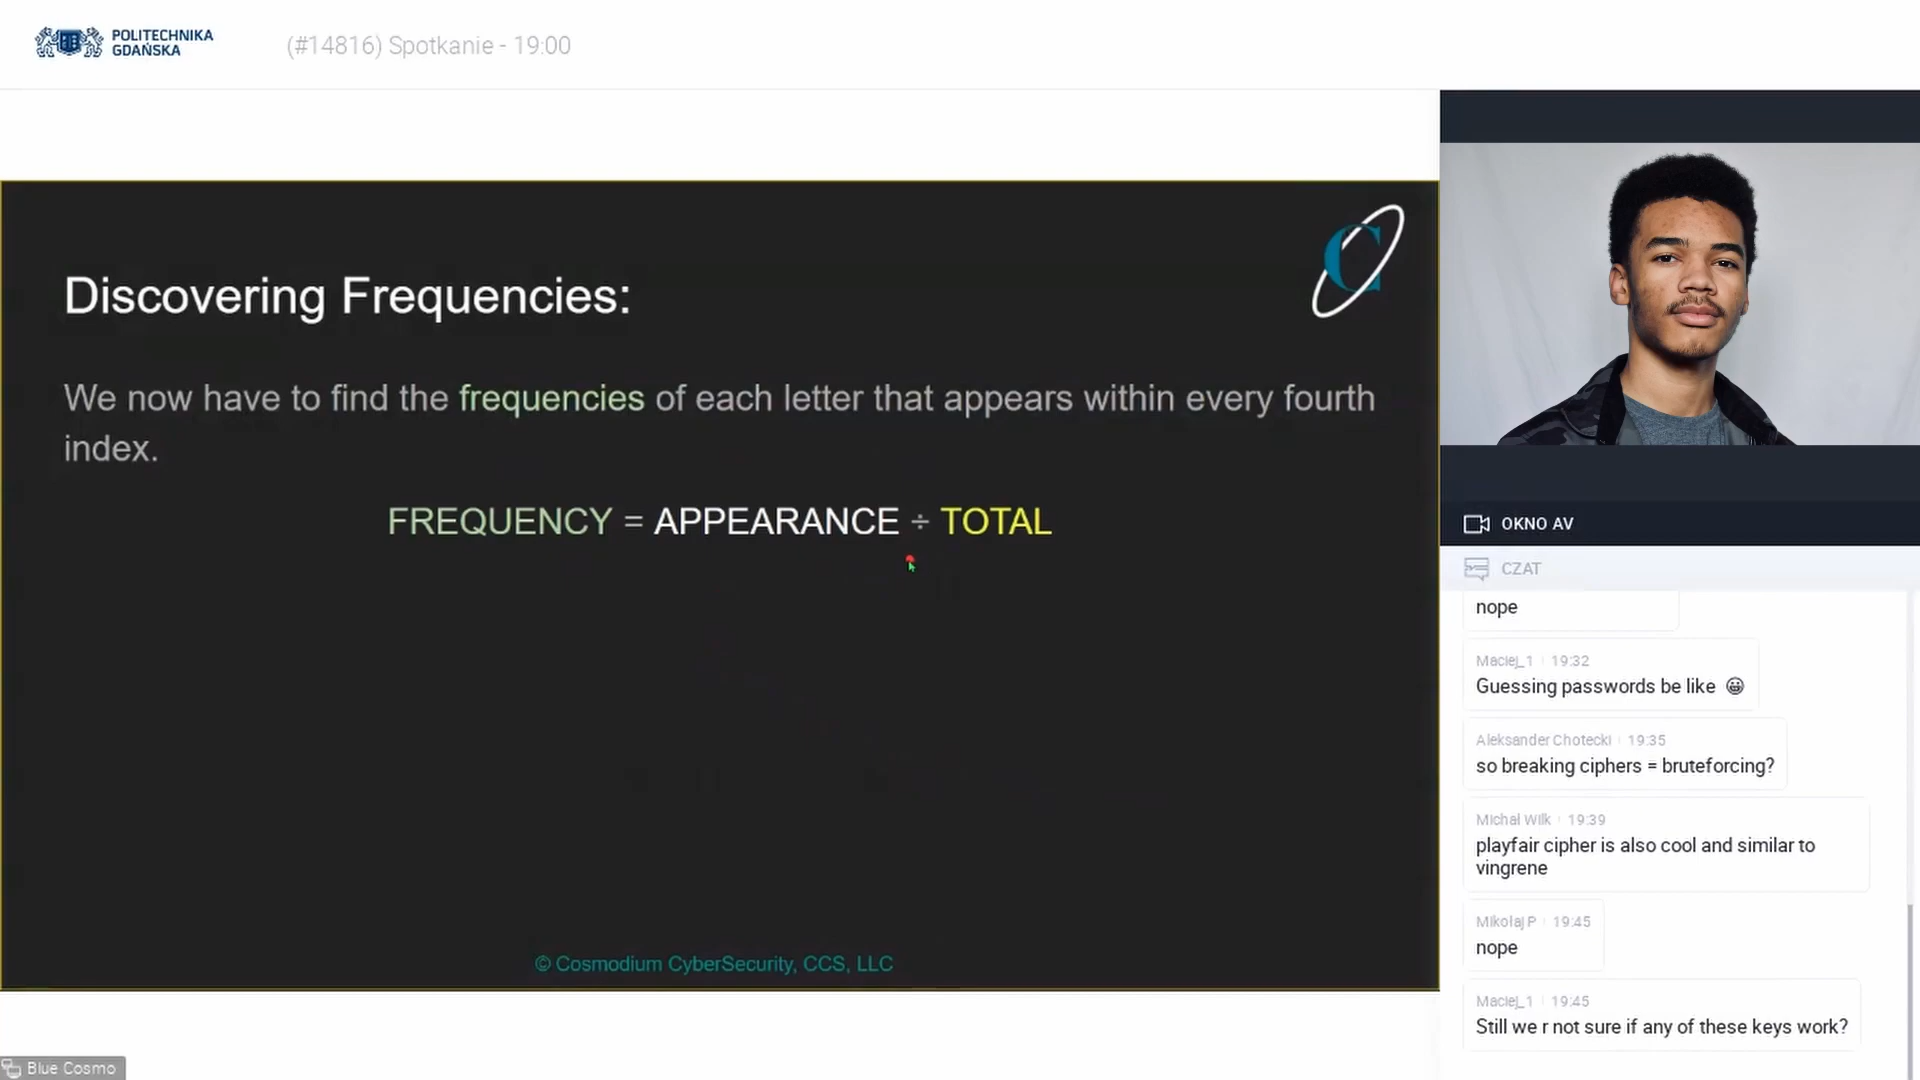 POLITECHNIKA
GDAŃSKA
(#14816) Spotkanie - 19:00
Discovering Frequencies:
We now have to find the frequencies of each letter that appears within every fourth
index.
FREQUENCY = APPEARANCE ÷ TOTAL
© Cosmodium CyberSecurity, CCS, LLC
Blue Cosmo
OKNO AV
CZAT
nope
Maciej_1 19:32
Guessing passwords be like 😀
Aleksander Chotecki 19:35
so breaking ciphers = bruteforcing?
Michał Wilk 19:39
playfair cipher is also cool and similar to
vingrene
Mikołaj P 19:45
nope
Maciej_1 19:45
Still we r not sure if any of these keys work?